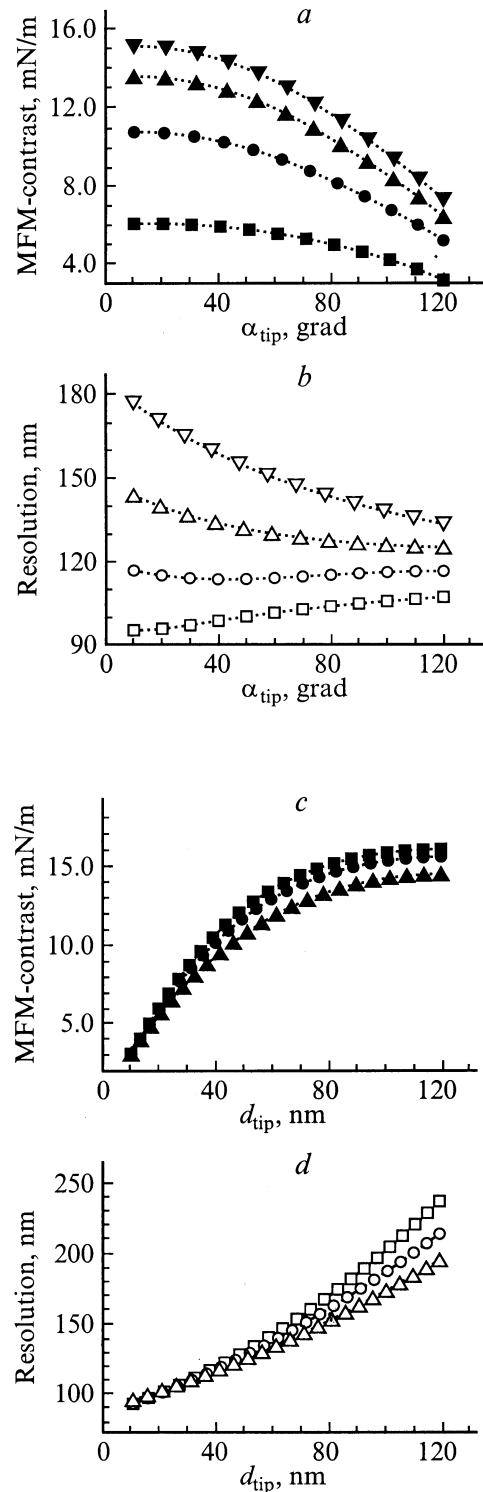 a
MFM-contrast, mN/m
16.0
12.0
8.0
4.0
0 40 80 120
αtip, grad
b
Resolution, nm
180
150
120
90
0 40 80 120
αtip, grad
c
MFM-contrast, mN/m
15.0
10.0
5.0
0 40 80 120
dtip, nm
d
Resolution, nm
250
200
150
100
0 40 80 120
dtip, nm